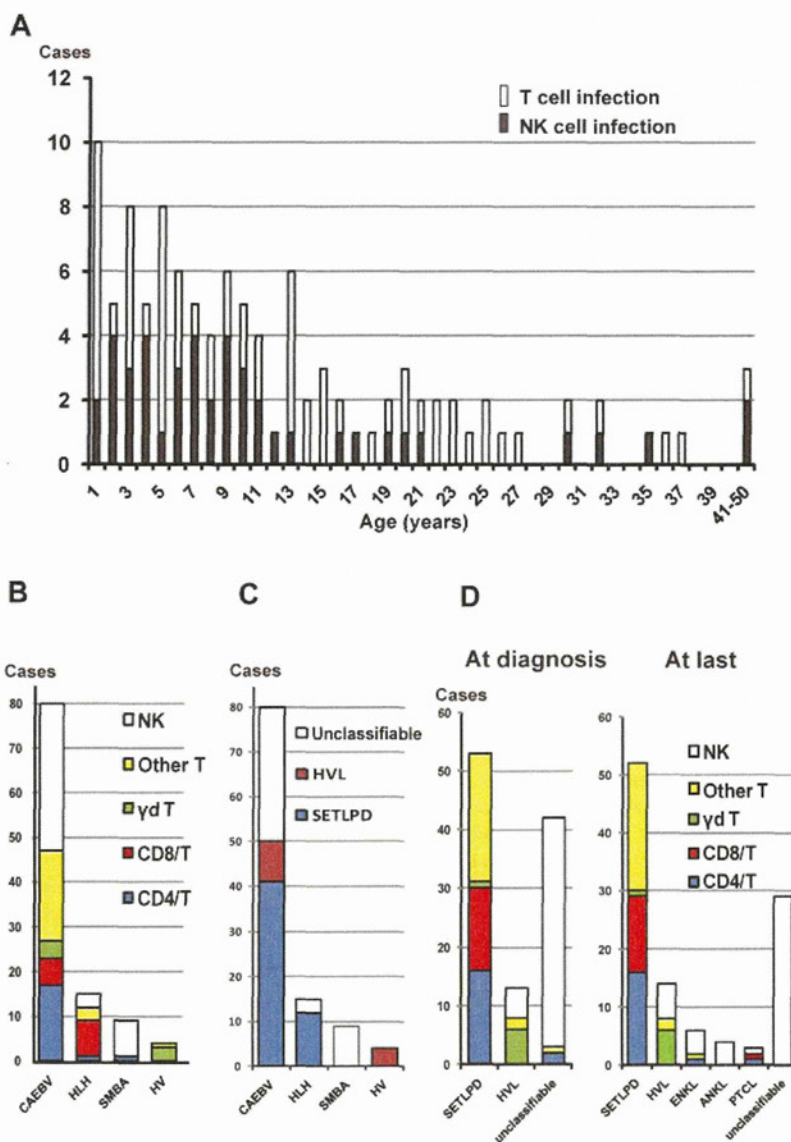 A
Cases
12
10
8
6
4
2
0
T cell infection
NK cell infection
1 3 5 7 9 11 13 15 17 19 21 23 25 27 29 31 33 35 37 39 41-50
Age (years)
B
Cases
80
70
60
50
40
30
20
10
0
NK
Other T
γd T
CD8/T
CD4/T
CAEBV HLH SMBA HV
C
Cases
80
70
60
50
40
30
20
10
0
Unclassifiable
HVL
SETLPD
CAEBV HLH SMBA HV
D
At diagnosis
Cases
60
50
40
30
20
10
0
SETLPD HVL unclassifiable
At last
60
50
40
30
20
10
0
NK
Other T
γd T
CD8/T
CD4/T
SETLPD HVL ENKL ANKL PTCL unclassifiable